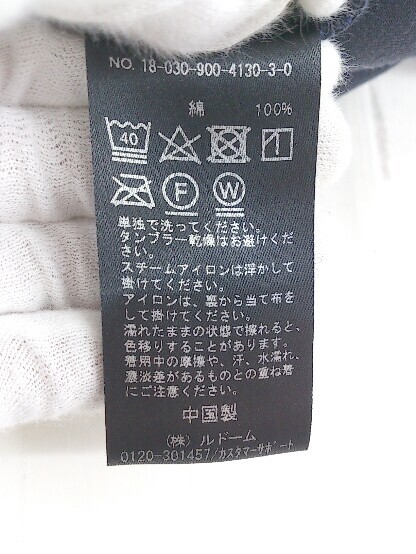 NO. 18-030-900-4130-3-0
綿 100%
40
F W
単独で洗ってください。
タンブラー乾燥はお避けくだ
さい。
スチームアイロンは浮かして
掛けてください。
アイロンは、裏から当て布を
して掛けてください。
濡れたままの状態で擦れると、
色移りすることがあります。
着用中の摩擦や、汗、水濡れ、
濃淡差があるものとの重ね着
にご注意ください。
中国製
(株) ルドーム
0120-301457/カスタマーサポート